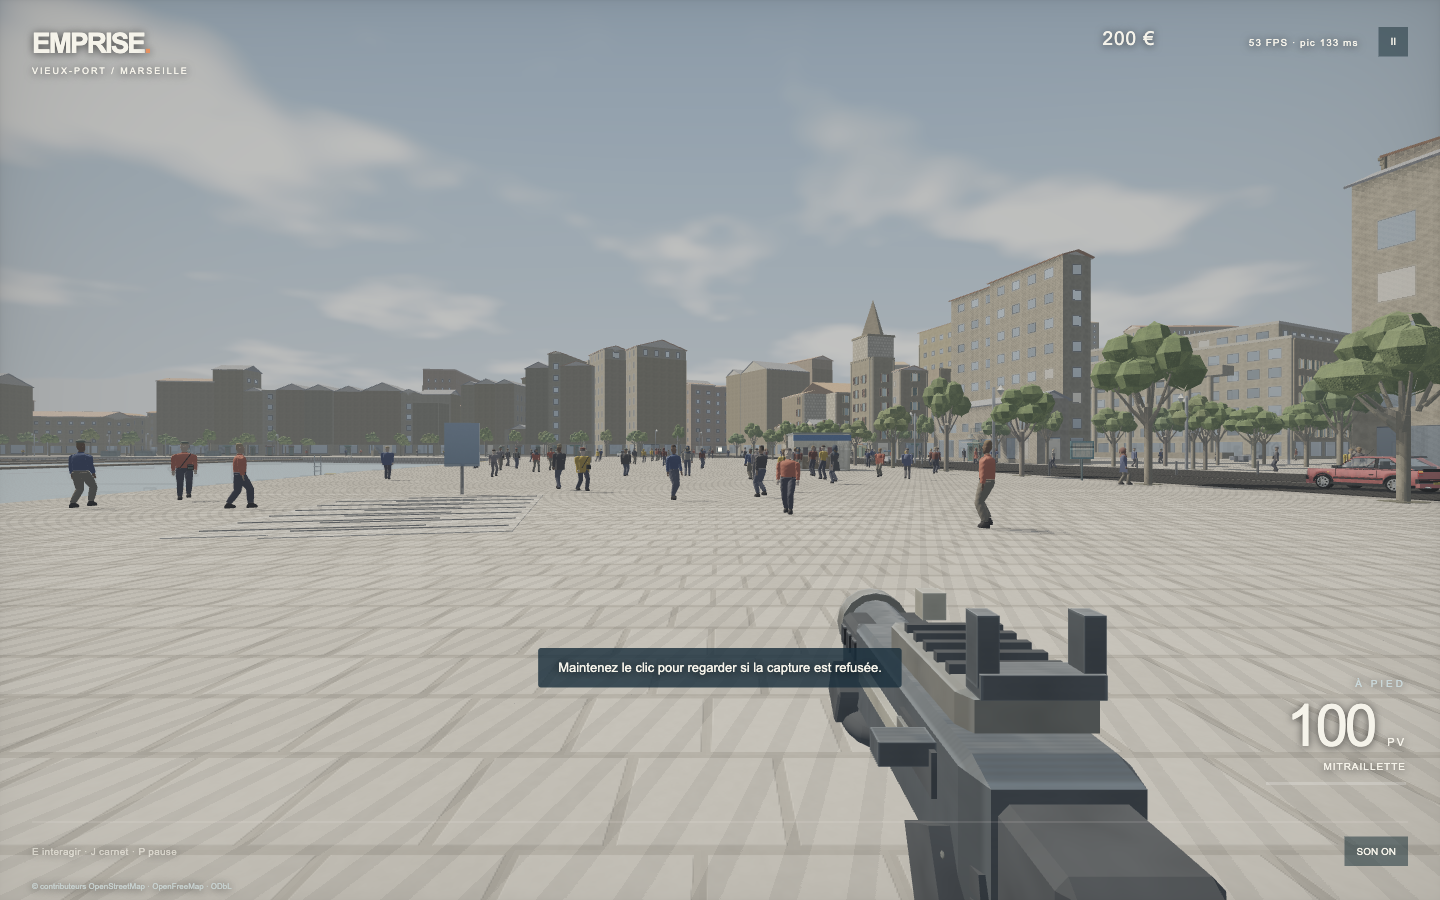 EMPRISE.
VIEUX-PORT / MARSEILLE
200 €
53 FPS · pic 133 ms
II
Maintenez le clic pour regarder si la capture est refusée.
À PIED
100 PV
MITRAILLETTE
E interagir · J carnet · P pause
SON ON
© contributeurs OpenStreetMap · OpenFreeMap · ODbL